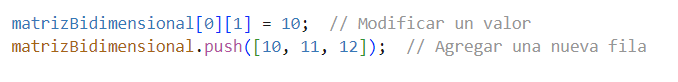 matrizBidimensional[0][1] = 10;  // Modificar un valor
matrizBidimensional.push([10, 11, 12]);  // Agregar una nueva fila